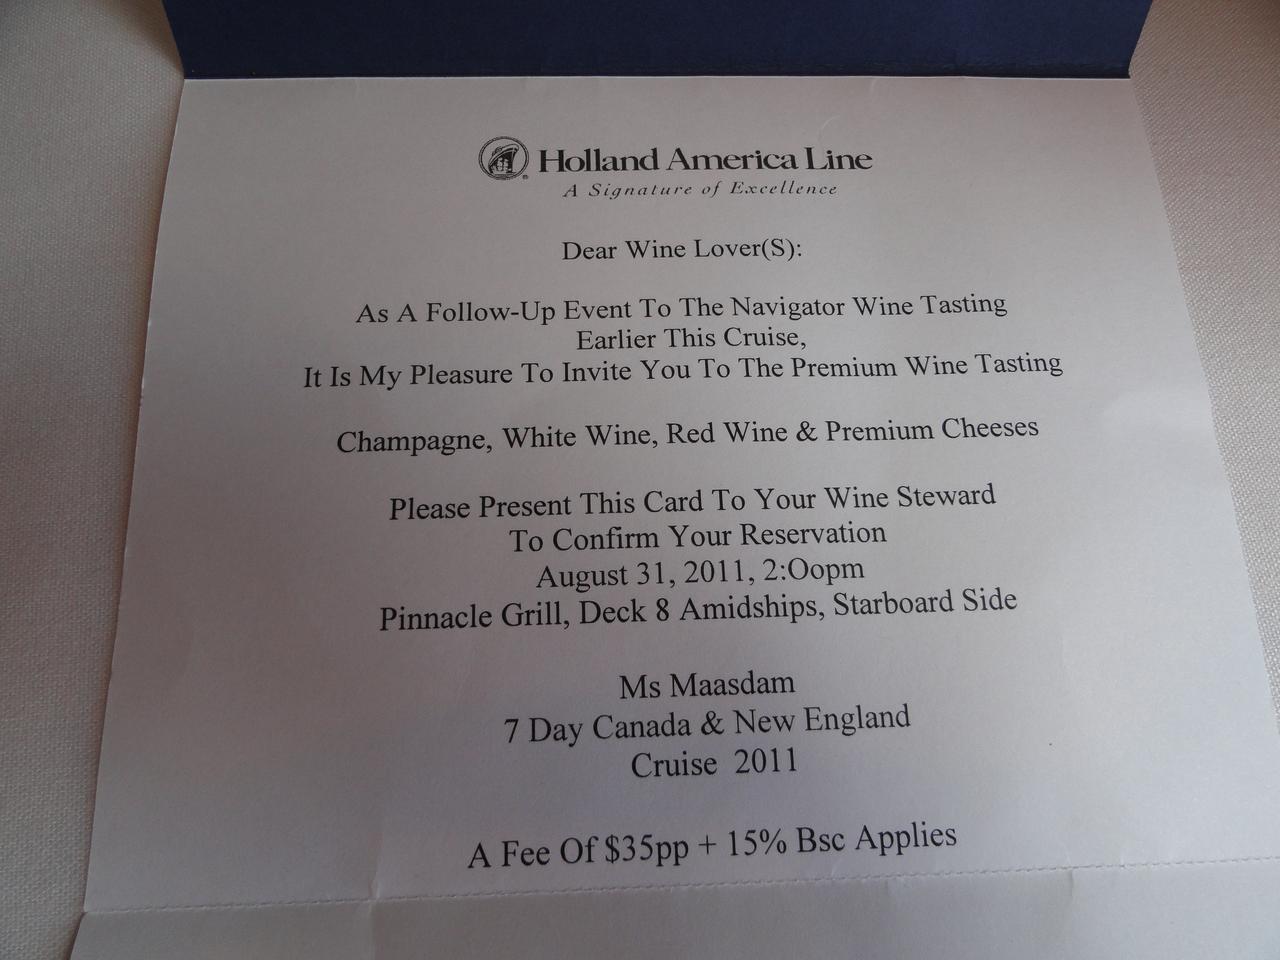 Holland America Line
A Signature of Excellence
Dear Wine Lover(S):
As A Follow-Up Event To The Navigator Wine Tasting
Earlier This Cruise,
It Is My Pleasure To Invite You To The Premium Wine Tasting
Champagne, White Wine, Red Wine & Premium Cheeses
Please Present This Card To Your Wine Steward
To Confirm Your Reservation
August 31, 2011, 2:Oopm
Pinnacle Grill, Deck 8 Amidships, Starboard Side
Ms Maasdam
7 Day Canada & New England
Cruise 2011
A Fee Of $35pp + 15% Bsc Applies